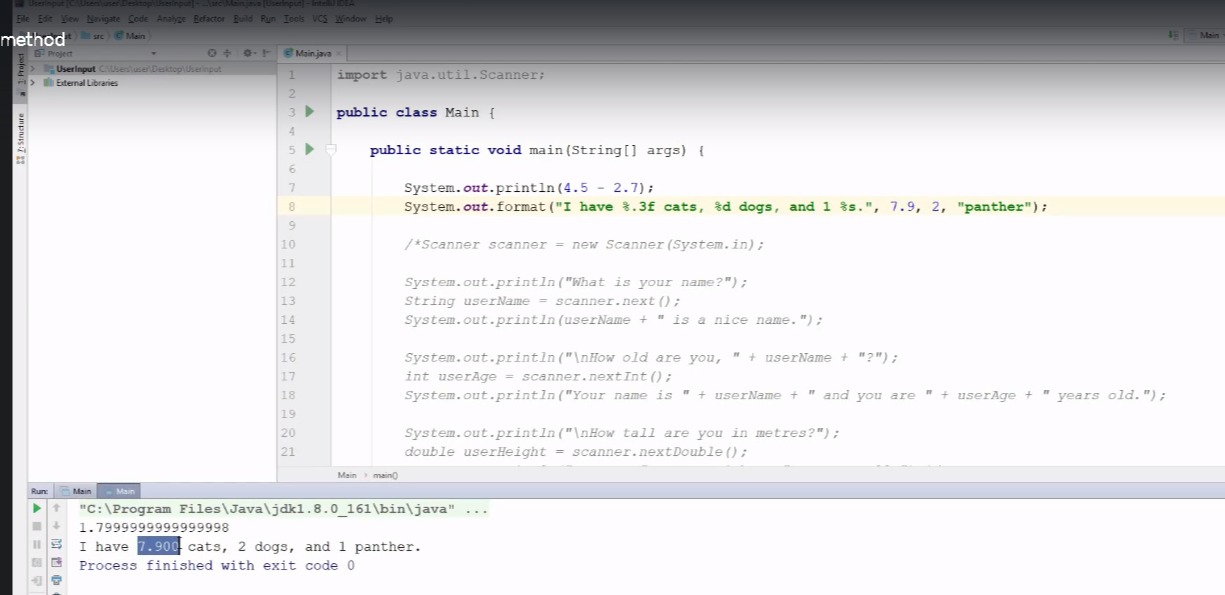 UserInput [C:\Users\user\Desktop\UserInput] - ...\src\Main.java [UserInput] - IntelliJ IDEA
File Edit View Navigate Code Analyze Refactor Build Run Tools VCS Window Help
method
src Main
Main
Project
Main.java
1: Project
UserInput C:\Users\user\Desktop\UserInput
External Libraries
7: Structure
1 import java.util.Scanner;
2
3 public class Main {
4
5 public static void main(String[] args) {
6
7 System.out.println(4.5 - 2.7);
8 System.out.format("I have %.3f cats, %d dogs, and 1 %s.", 7.9, 2, "panther");
9
10 /*Scanner scanner = new Scanner(System.in);
11
12 System.out.println("What is your name?");
13 String userName = scanner.next();
14 System.out.println(userName + " is a nice name.");
15
16 System.out.println("\nHow old are you, " + userName + "?");
17 int userAge = scanner.nextInt();
18 System.out.println("Your name is " + userName + " and you are " + userAge + " years old.");
19
20 System.out.println("\nHow tall are you in metres?");
21 double userHeight = scanner.nextDouble();
Main › main()
Run: Main Main
"C:\Program Files\Java\jdk1.8.0_161\bin\java" ...
1.7999999999999998
I have 7.900 cats, 2 dogs, and 1 panther.
Process finished with exit code 0